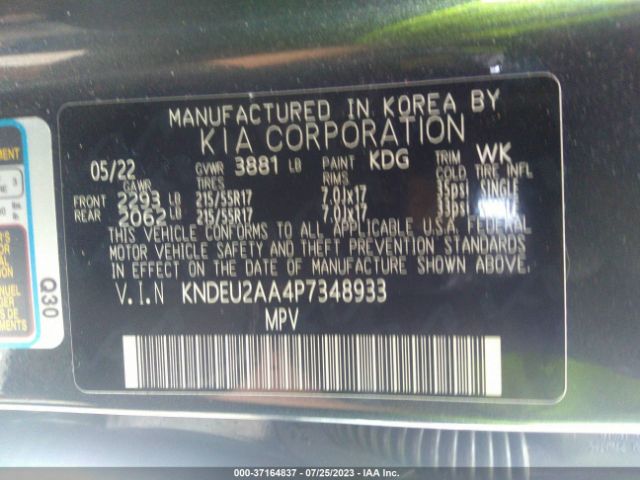 MANUFACTURED IN KOREA BY
KIA CORPORATION
05/22 GVWR 3881 LB PAINT KDG TRIM WK
GAWR TIRES RIMS COLD TIRE INFL
FRONT 2293 LB 215/55R17 7.0Jx17 35psi SINGLE
REAR 2062 LB 215/55R17 7.0Jx17
THIS VEHICLE CONFORMS TO ALL APPLICABLE U.S.A. FEDERAL
MOTOR VEHICLE SAFETY AND THEFT PREVENTION STANDARDS
IN EFFECT ON THE DATE OF MANUFACTURE SHOWN ABOVE.
V.I.N KNDEU2AA4P7348933
MPV
Q30
000-37164837 - 07/25/2023 - IAA Inc.